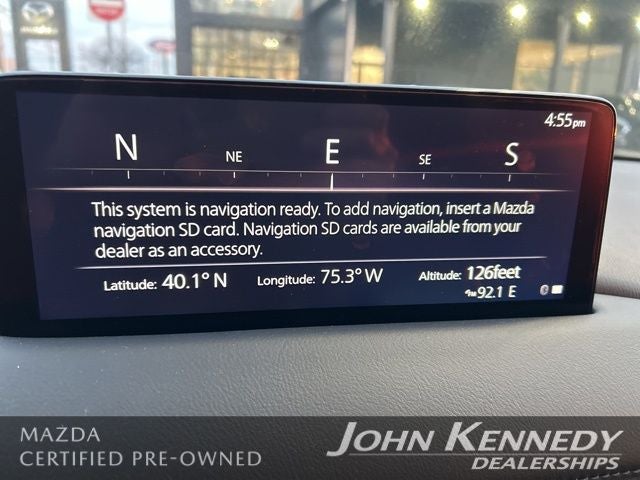 mazda
4:55pm
N NE E SE S
This system is navigation ready. To add navigation, insert a Mazda
navigation SD card. Navigation SD cards are available from your
dealer as an accessory.
Latitude: 40.1° N Longitude: 75.3° W Altitude: 126feet
92.1 E
MAZDA
CERTIFIED PRE-OWNED
JOHN KENNEDY
DEALERSHIPS